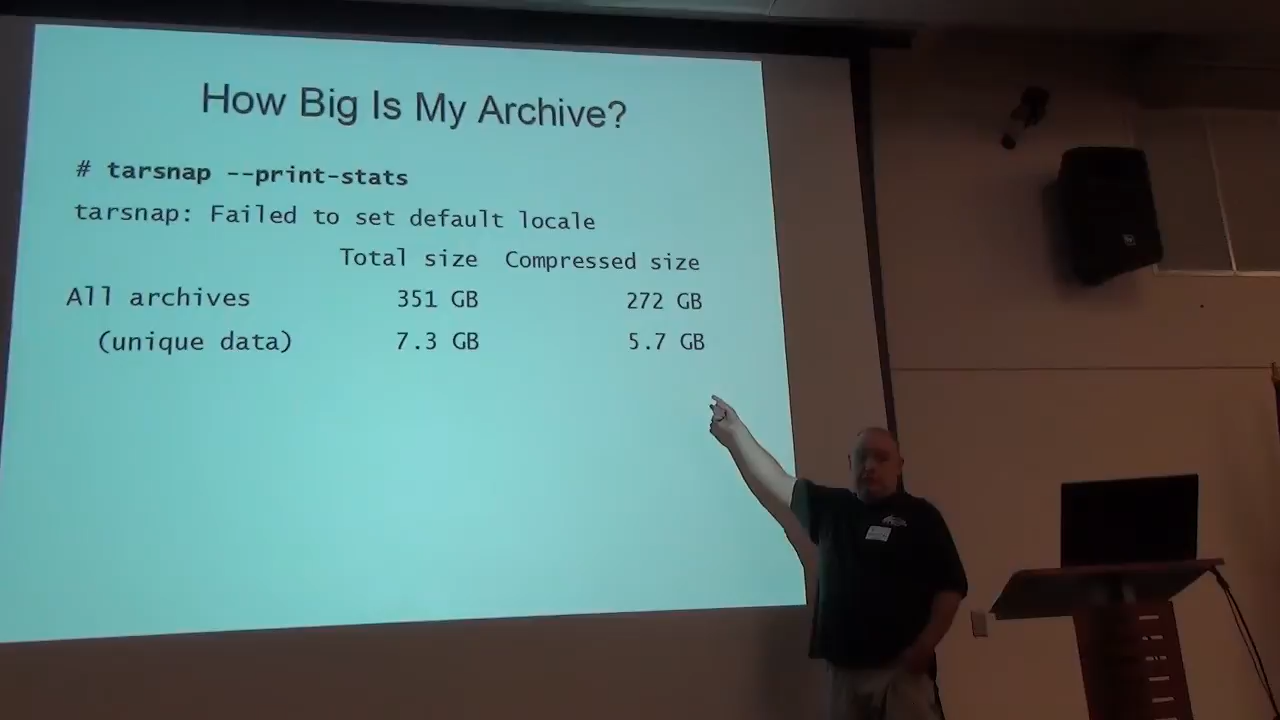 How Big Is My Archive?
# tarsnap --print-stats
tarsnap: Failed to set default locale
Total size Compressed size
All archives 351 GB 272 GB
(unique data) 7.3 GB 5.7 GB